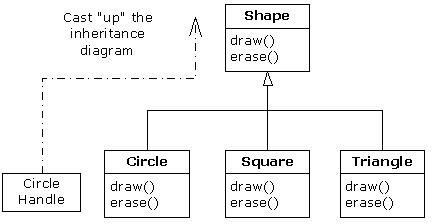 Cast "up" the
inheritance
diagram
Shape
draw()
erase()
Circle
Handle
Circle
draw()
erase()
Square
draw()
erase()
Triangle
draw()
erase()